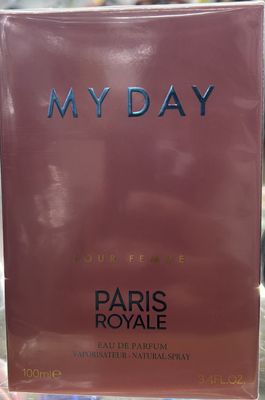 MY DAY
POUR FEMME
PARIS
ROYALE
EAU DE PARFUM
VAPORISATEUR - NATURAL SPRAY
100ml℮ 3.4FL.OZ.